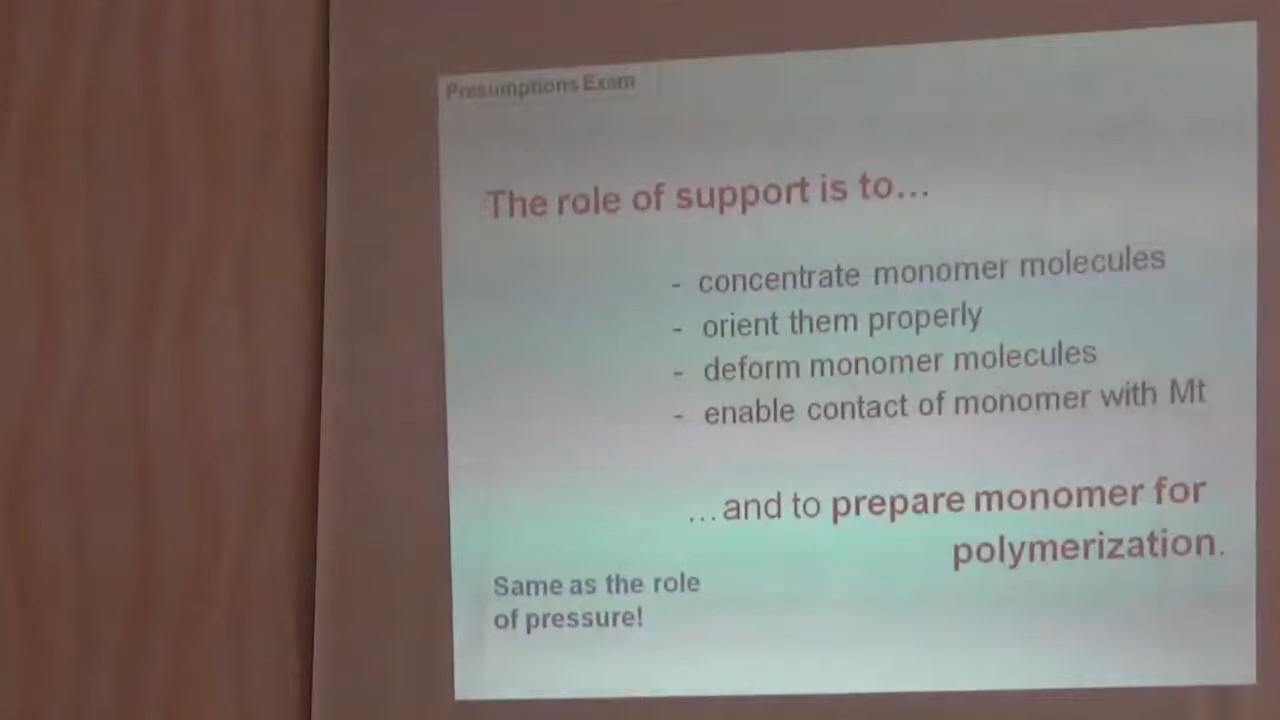 Presumptions Exam
The role of support is to...
- concentrate monomer molecules
- orient them properly
- deform monomer molecules
- enable contact of monomer with Mt
...and to prepare monomer for
polymerization.
Same as the role
of pressure!